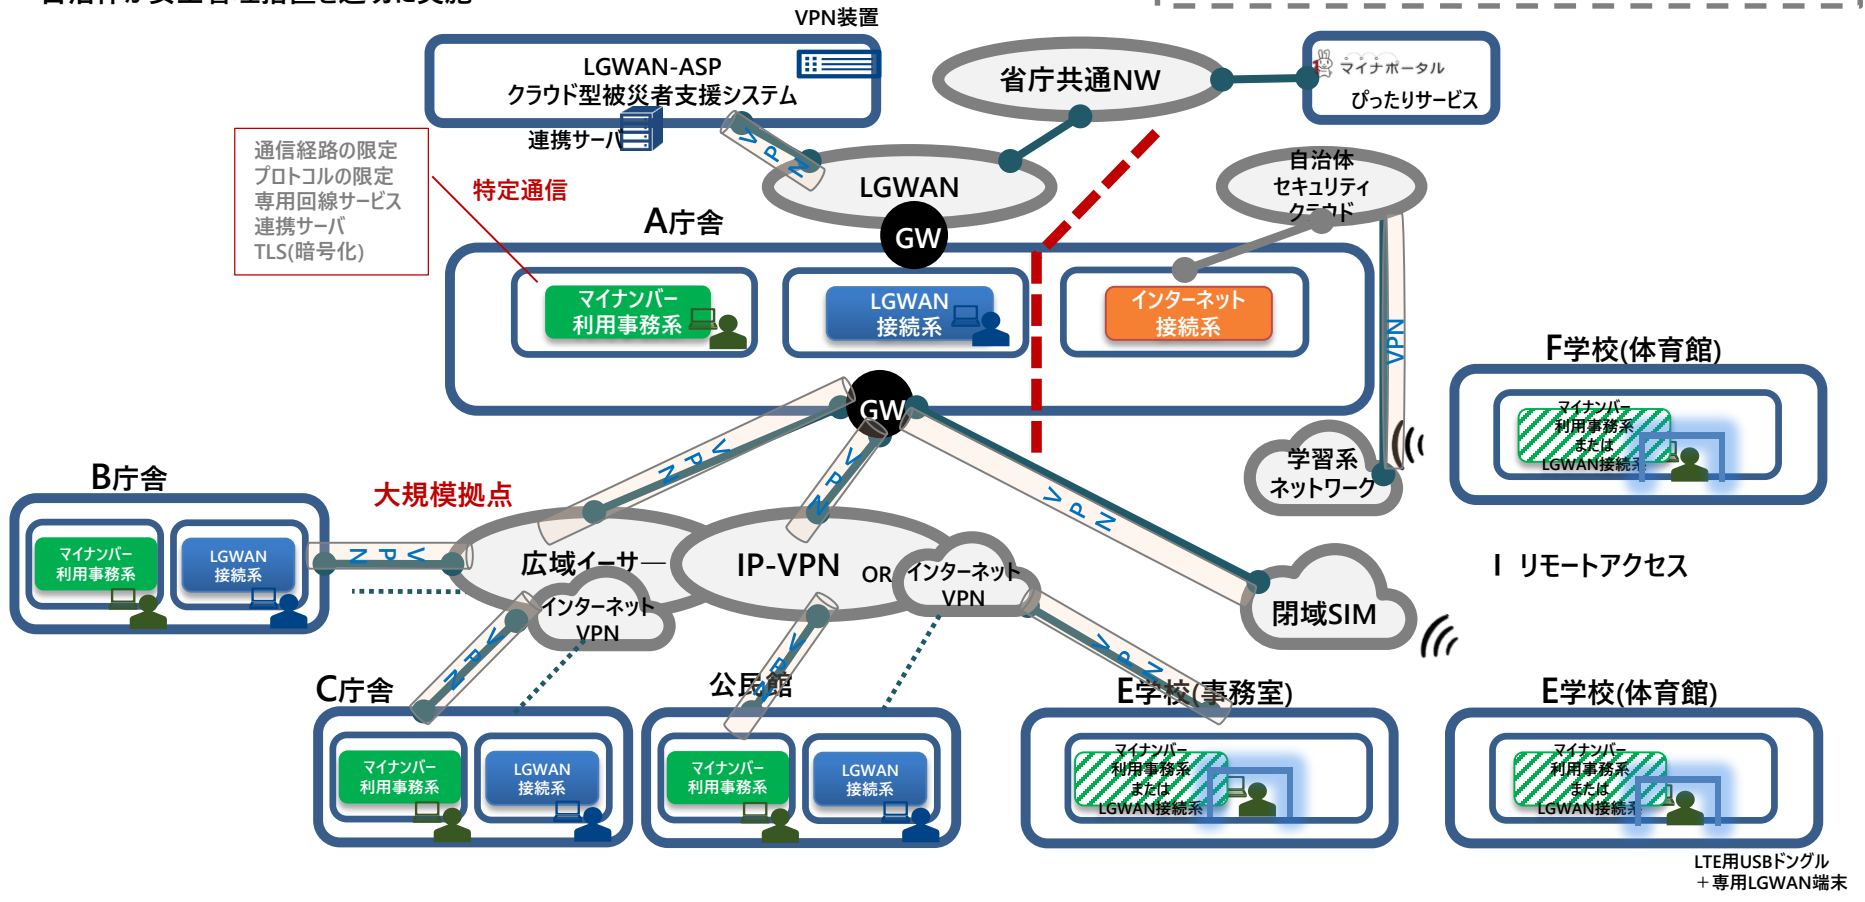 VPN装置
LGWAN-ASP
クラウド型被災者支援システム
連携サーバ
省庁共通NW
マイナポータル
ぴったりサービス
通信経路の限定
プロトコルの限定
専用回線サービス
連携サーバ
TLS(暗号化)
特定通信
VPN
LGWAN
自治体
セキュリティ
クラウド
A庁舎
GW
マイナンバー
利用事務系
LGWAN
接続系
インターネット
接続系
VPN
GW
F学校(体育館)
マイナンバー
利用事務系
または
LGWAN接続系
学習系
ネットワーク
B庁舎
大規模拠点
VPN
VPN
VPN
マイナンバー
利用事務系
LGWAN
接続系
VPN
広域イーサー
IP-VPN
OR
インターネット
VPN
インターネット
VPN
閉域SIM
I リモートアクセス
VPN
VPN
VPN
C庁舎
公民館
E学校(事務室)
E学校(体育館)
マイナンバー
利用事務系
LGWAN
接続系
マイナンバー
利用事務系
LGWAN
接続系
マイナンバー
利用事務系
または
LGWAN接続系
マイナンバー
利用事務系
または
LGWAN接続系
LTE用USBドングル
＋専用LGWAN端末